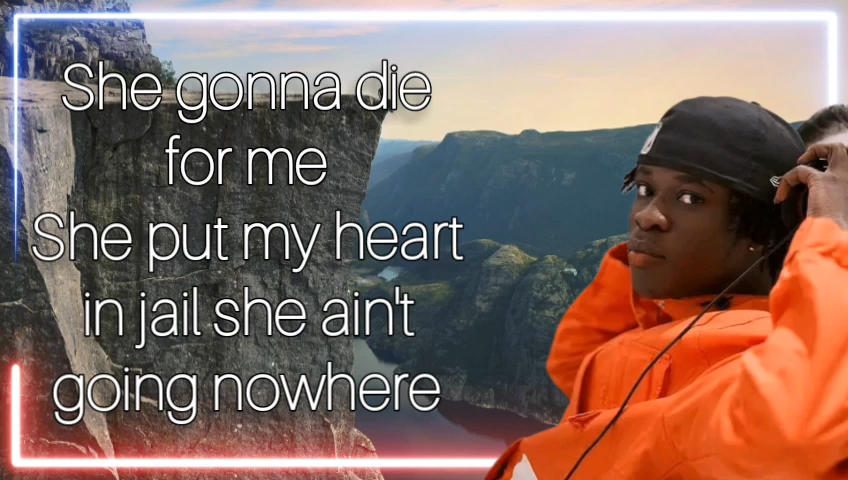 She gonna die
for me
She put my heart
in jail she ain't
going nowhere